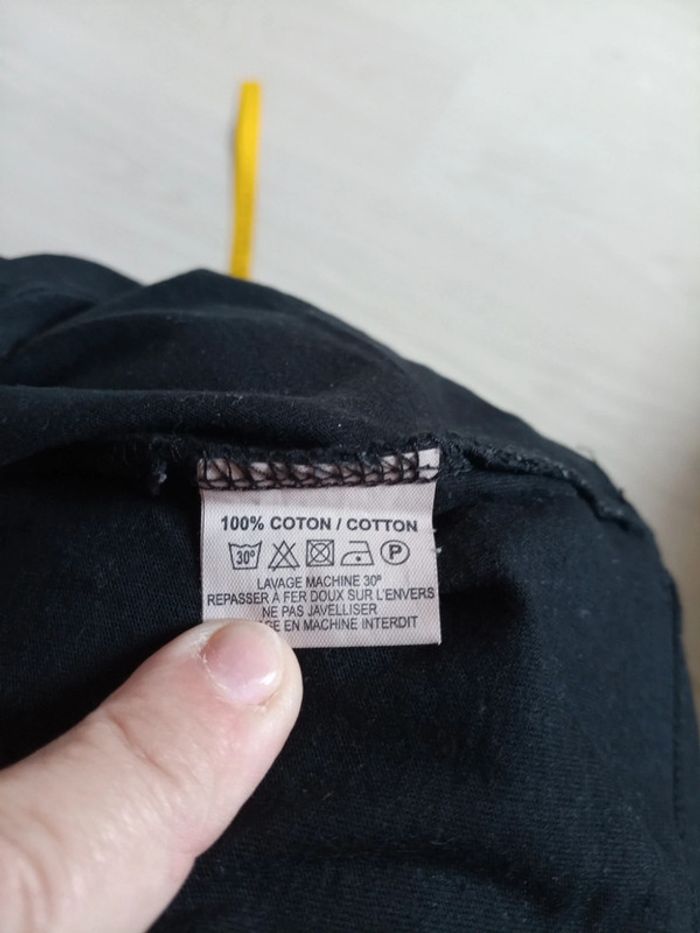 100% COTON / COTTON
30° P
LAVAGE MACHINE 30°
REPASSER À FER DOUX SUR L'ENVERS
NE PAS JAVELLISER
EN MACHINE INTERDIT